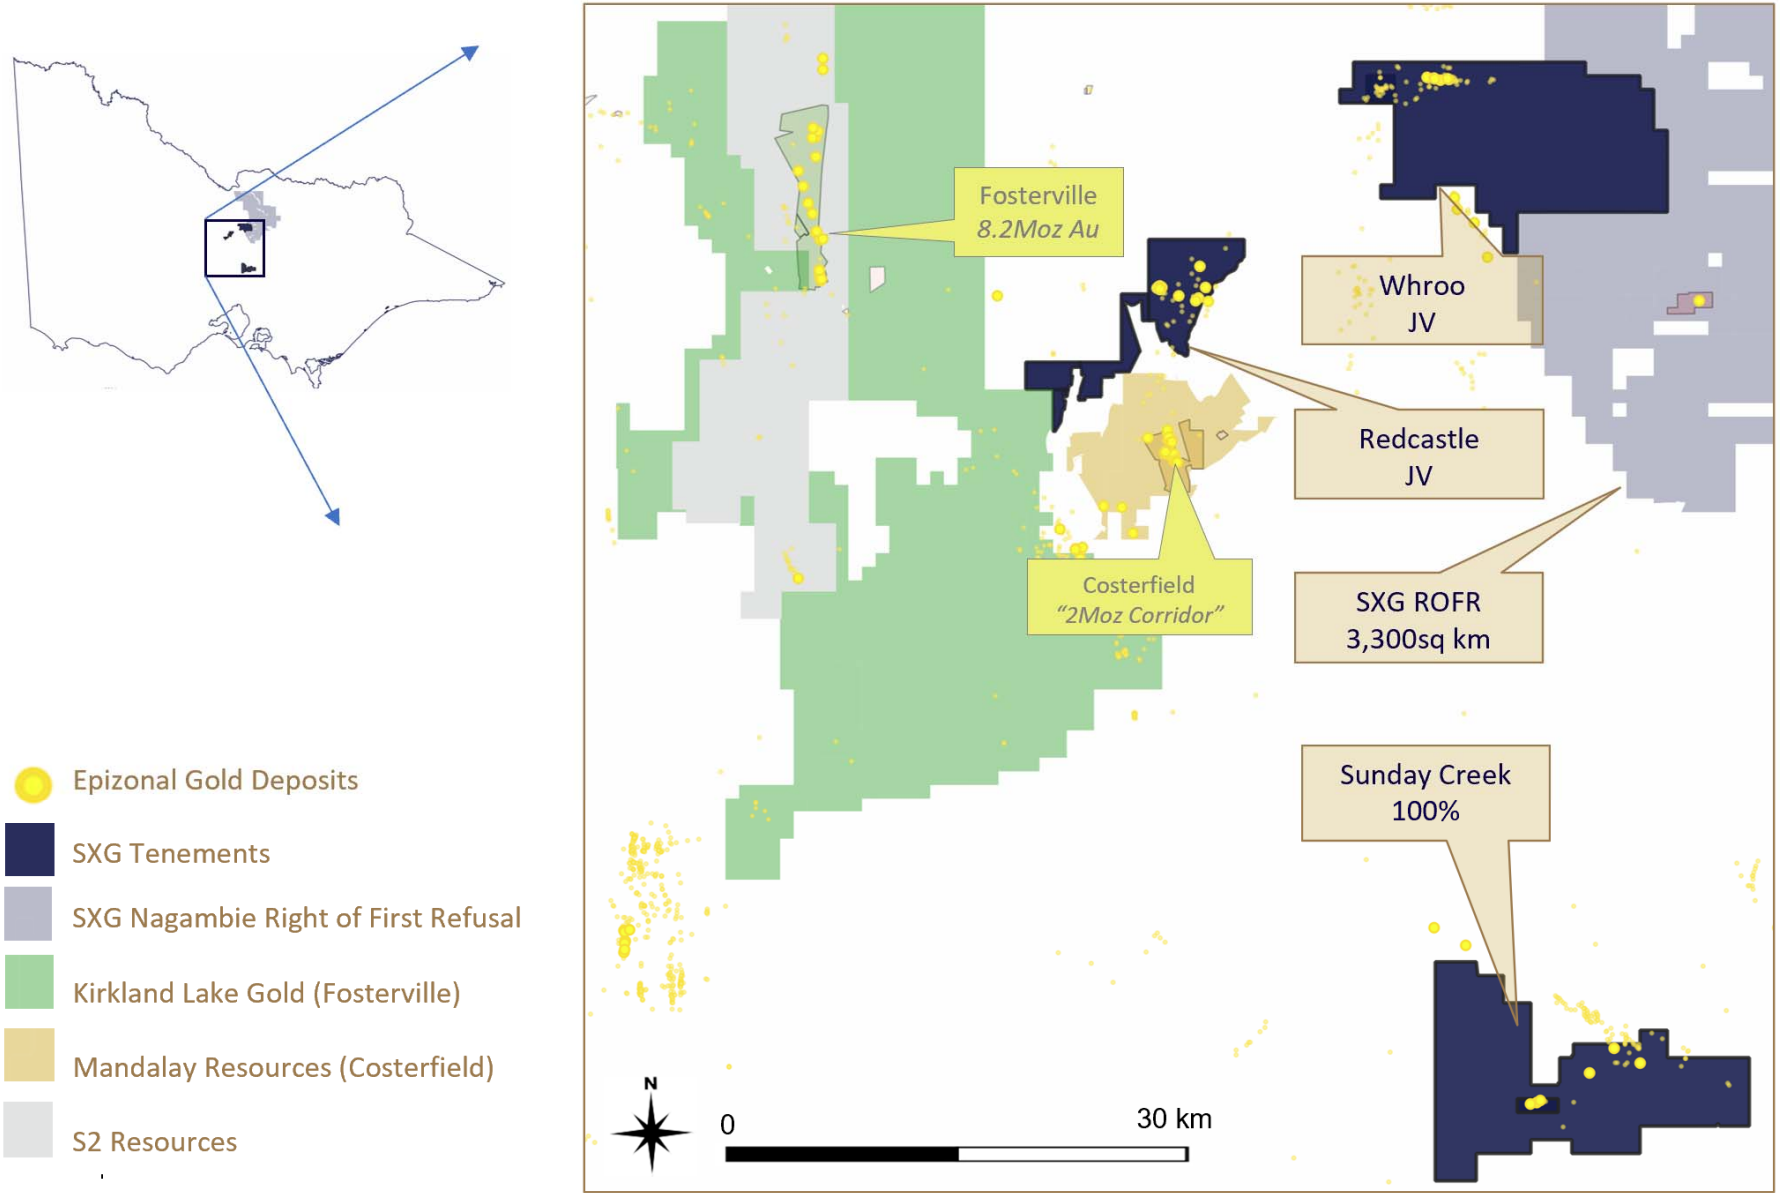 Fosterville
8.2Moz Au
Whroo
JV
Redcastle
JV
Costerfield
“2Moz Corridor”
SXG ROFR
3,300sq km
Sunday Creek
100%
Epizonal Gold Deposits
SXG Tenements
SXG Nagambie Right of First Refusal
Kirkland Lake Gold (Fosterville)
Mandalay Resources (Costerfield)
S2 Resources
N
0
30 km